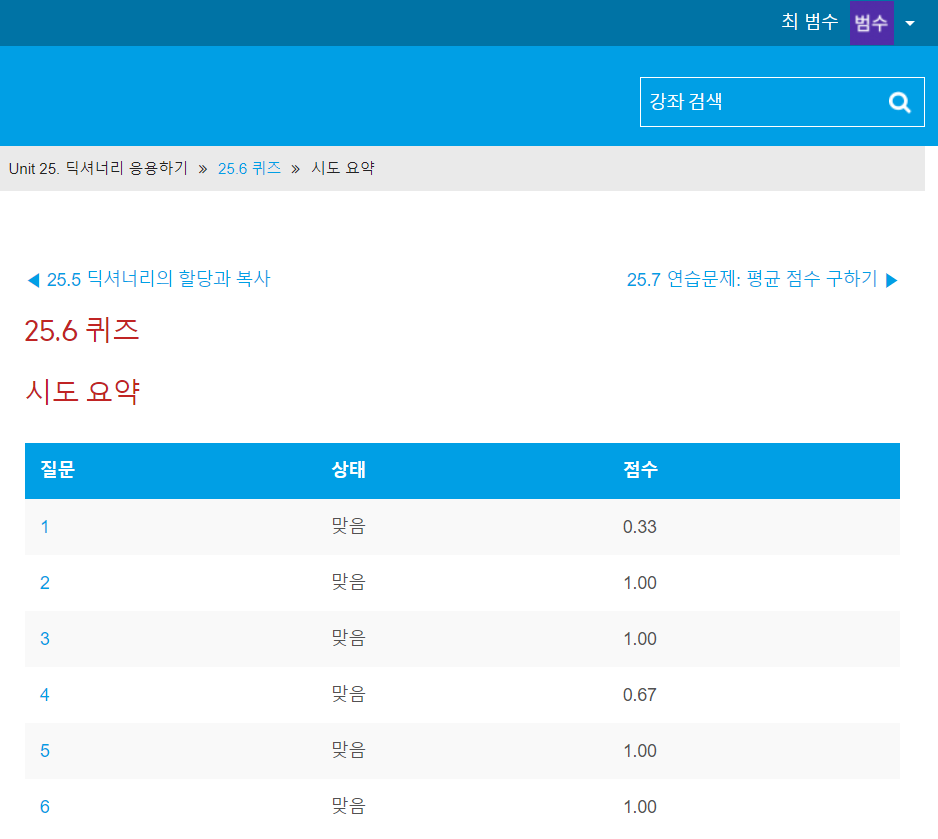 최 범수 범수
강좌 검색
Unit 25. 딕셔너리 응용하기 » 25.6 퀴즈 » 시도 요약
◀ 25.5 딕셔너리의 할당과 복사 25.7 연습문제: 평균 점수 구하기 ▶
25.6 퀴즈
시도 요약
질문 상태 점수
1 맞음 0.33
2 맞음 1.00
3 맞음 1.00
4 맞음 0.67
5 맞음 1.00
6 맞음 1.00